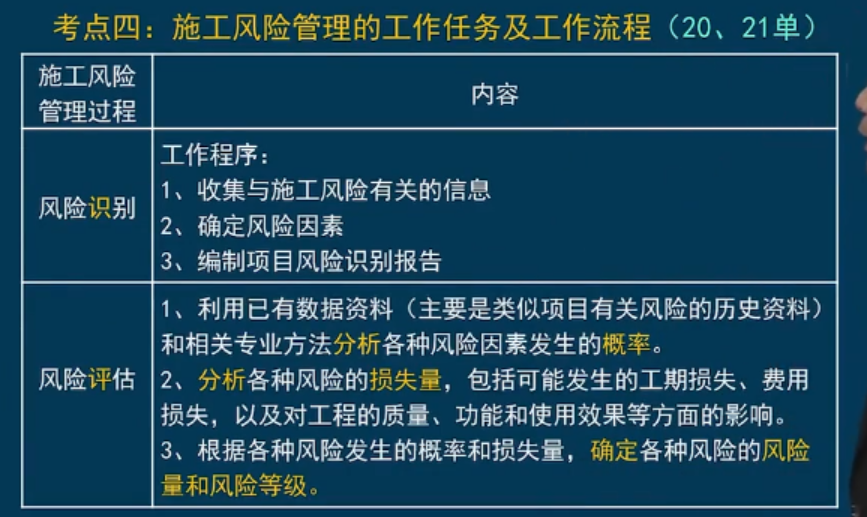 考点四：施工风险管理的工作任务及工作流程（20、21单）
施工风险
管理过程
内容
风险识别
工作程序：
1、收集与施工风险有关的信息
2、确定风险因素
3、编制项目风险识别报告
风险评估
1、利用已有数据资料（主要是类似项目有关风险的历史资料）
和相关专业方法分析各种风险因素发生的概率。
2、分析各种风险的损失量，包括可能发生的工期损失、费用
损失，以及对工程的质量、功能和使用效果等方面的影响。
3、根据各种风险发生的概率和损失量，确定各种风险的风险
量和风险等级。